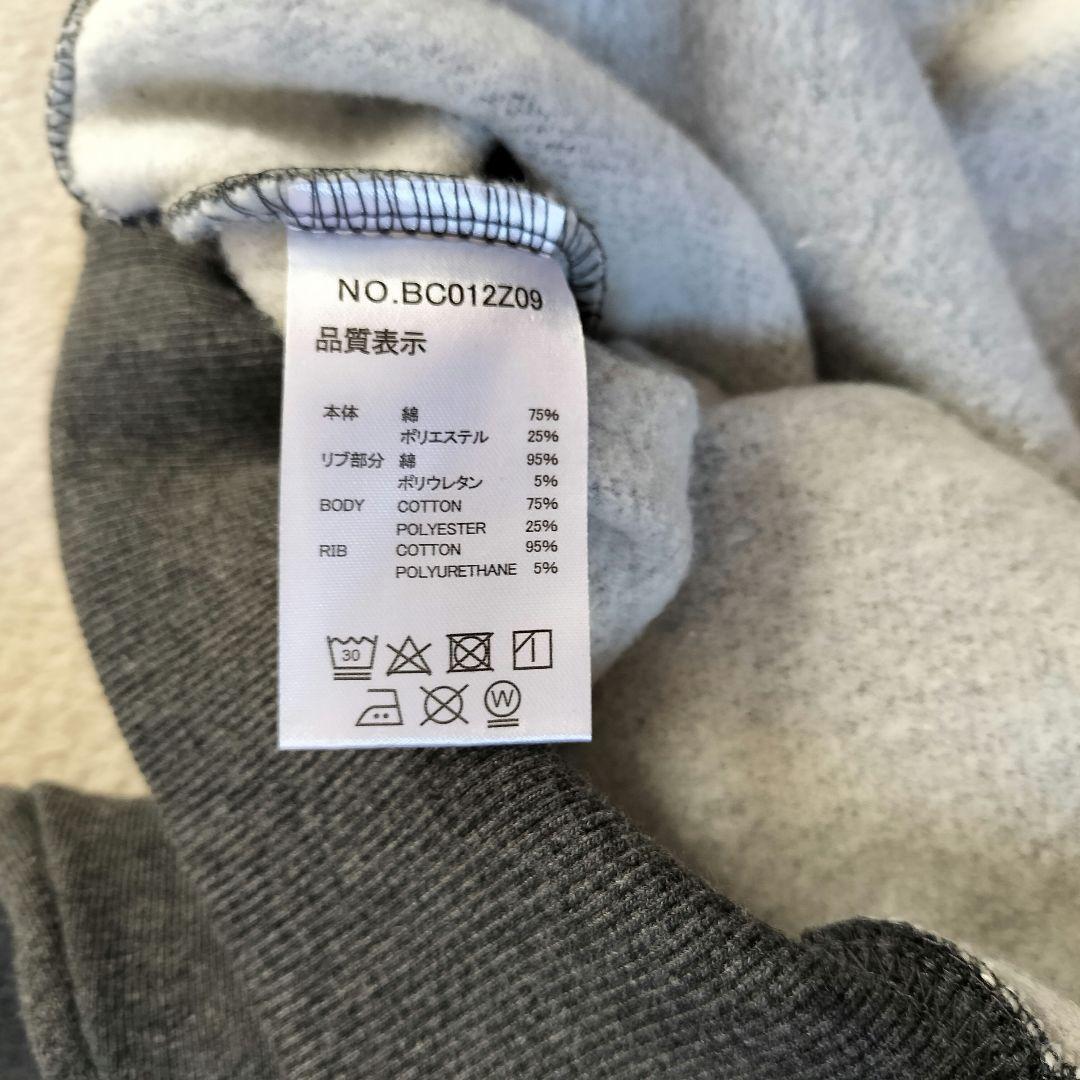 NO.BC012Z09
品質表示
本体 綿 75%
ポリエステル 25%
リブ部分 綿 95%
ポリウレタン 5%
BODY COTTON 75%
POLYESTER 25%
RIB COTTON 95%
POLYURETHANE 5%
30
W